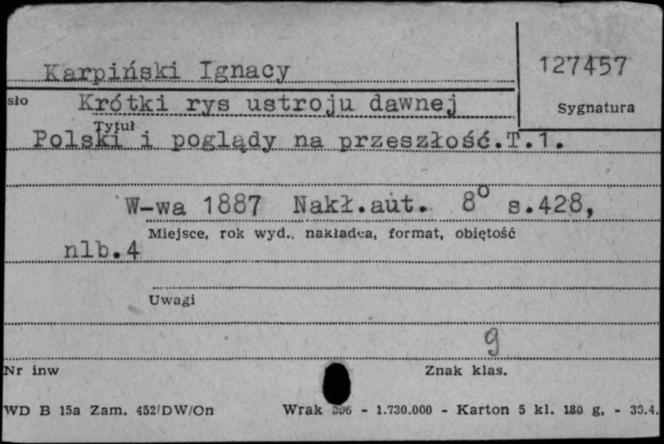 Karpiński Ignacy
127457
sło Krótki rys ustroju dawnej
Sygnatura
Tytuł
Polski i poglądy na przeszłość.T.1.
W-wa 1887 Nakł.aut. 8° s.428,
Miejsce, rok wyd., nakładca, format, objętość
nlb.4
Uwagi
9
Nr inw
Znak klas.
WD B 15a Zam. 452/DW/On Wrak - 1.730.000 - Karton 5 kl. 180 g. - 30.4.